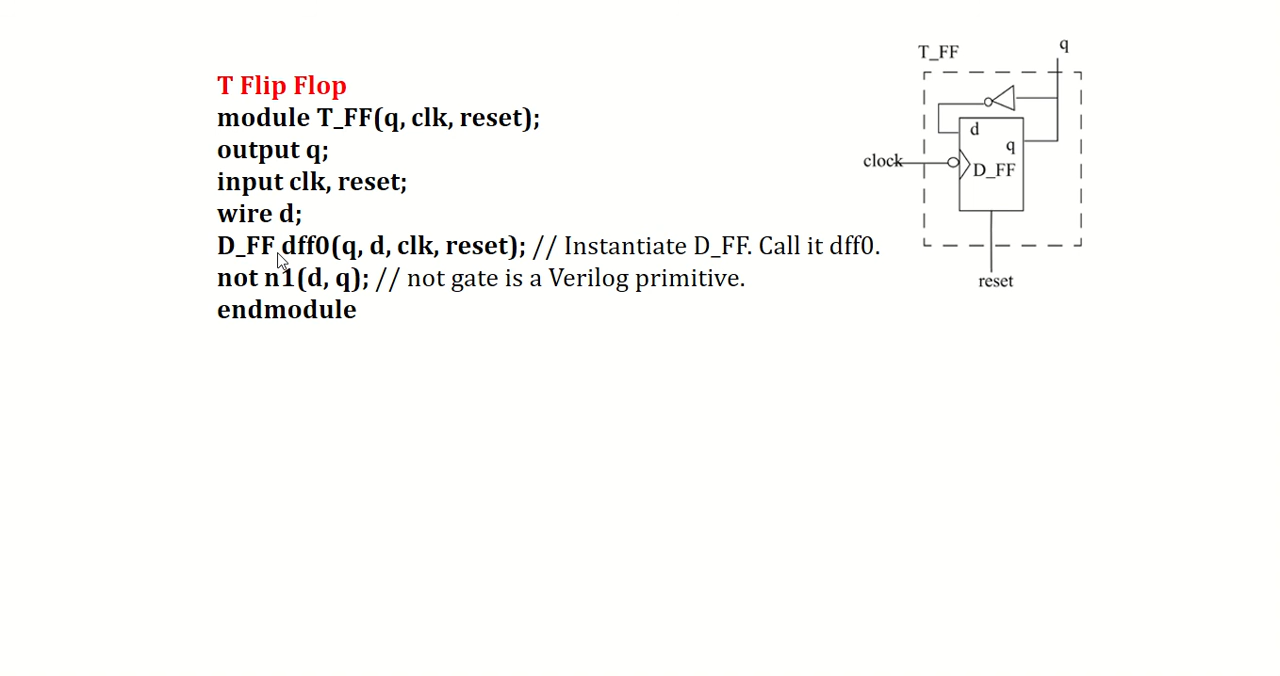 T Flip Flop
module T_FF(q, clk, reset);
output q;
input clk, reset;
wire d;
D_FF dff0(q, d, clk, reset); // Instantiate D_FF. Call it dff0.
not n1(d, q); // not gate is a Verilog primitive.
endmodule
T_FF
q
d
q
clock
D_FF
reset